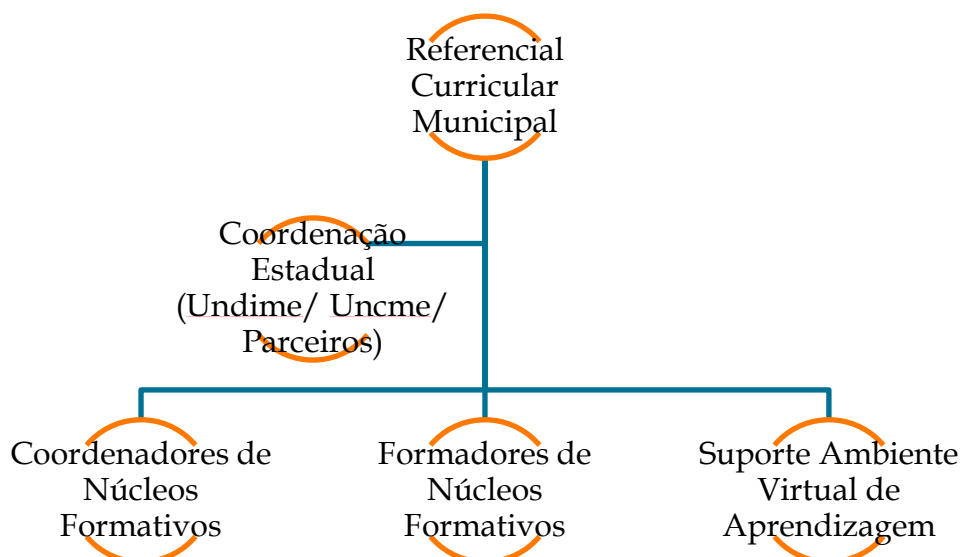 Referencial
Curricular
Municipal
Coordenação
Estadual
(Undime/ Uncme/
Parceiros)
Coordenadores de
Núcleos
Formativos
Formadores de
Núcleos
Formativos
Suporte Ambiente
Virtual de
Aprendizagem